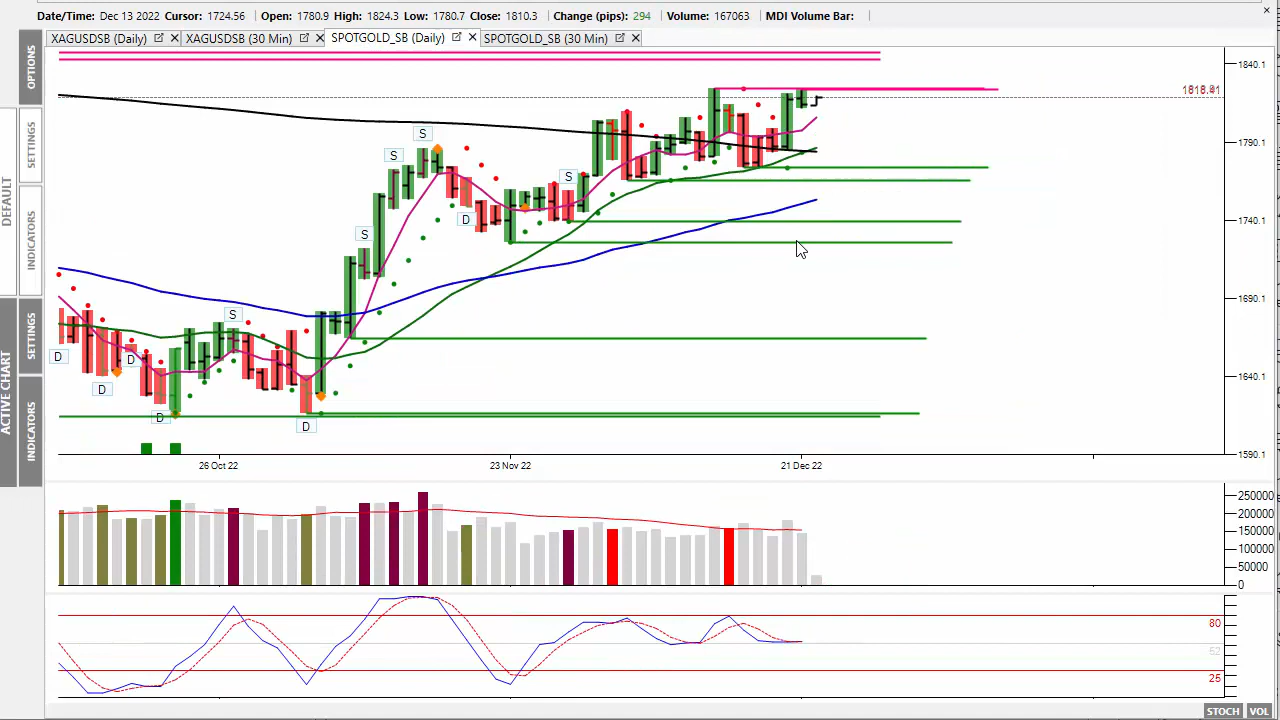 Date/Time: Dec 13 2022 Cursor: 1724.56 Open: 1780.9 High: 1824.3 Low: 1780.7 Close: 1810.3 Change (pips): 294 Volume: 167063 MDI Volume Bar:
XAGUSDSB (Daily) XAGUSDSB (30 Min) SPOTGOLD_SB (Daily) SPOTGOLD_SB (30 Min)
OPTIONS
SETTINGS
DEFAULT
INDICATORS
SETTINGS
ACTIVE CHART
INDICATORS
1840.1
1790.1
1740.1
1690.1
1640.1
1590.1
S
S
S
S
S
D
D
D
D
D
D
26 Oct 22
23 Nov 22
21 Dec 22
250000
200000
150000
100000
50000
0
80
52
25
STOCH VOL